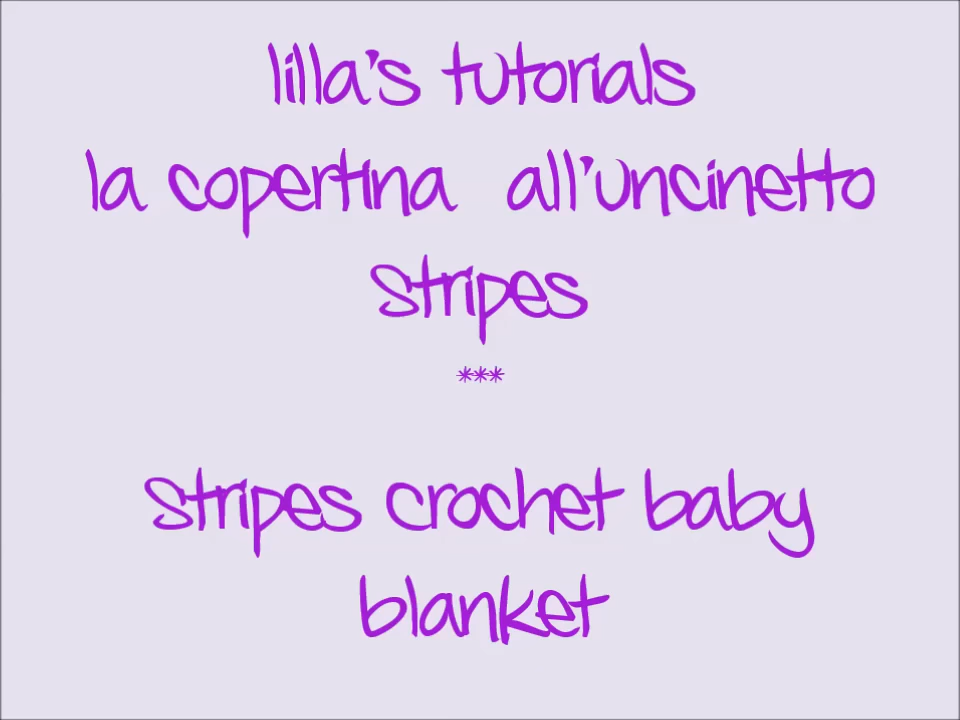 lilla's tutorials
la copertina all'uncinetto
stripes
***
stripes crochet baby
blanket